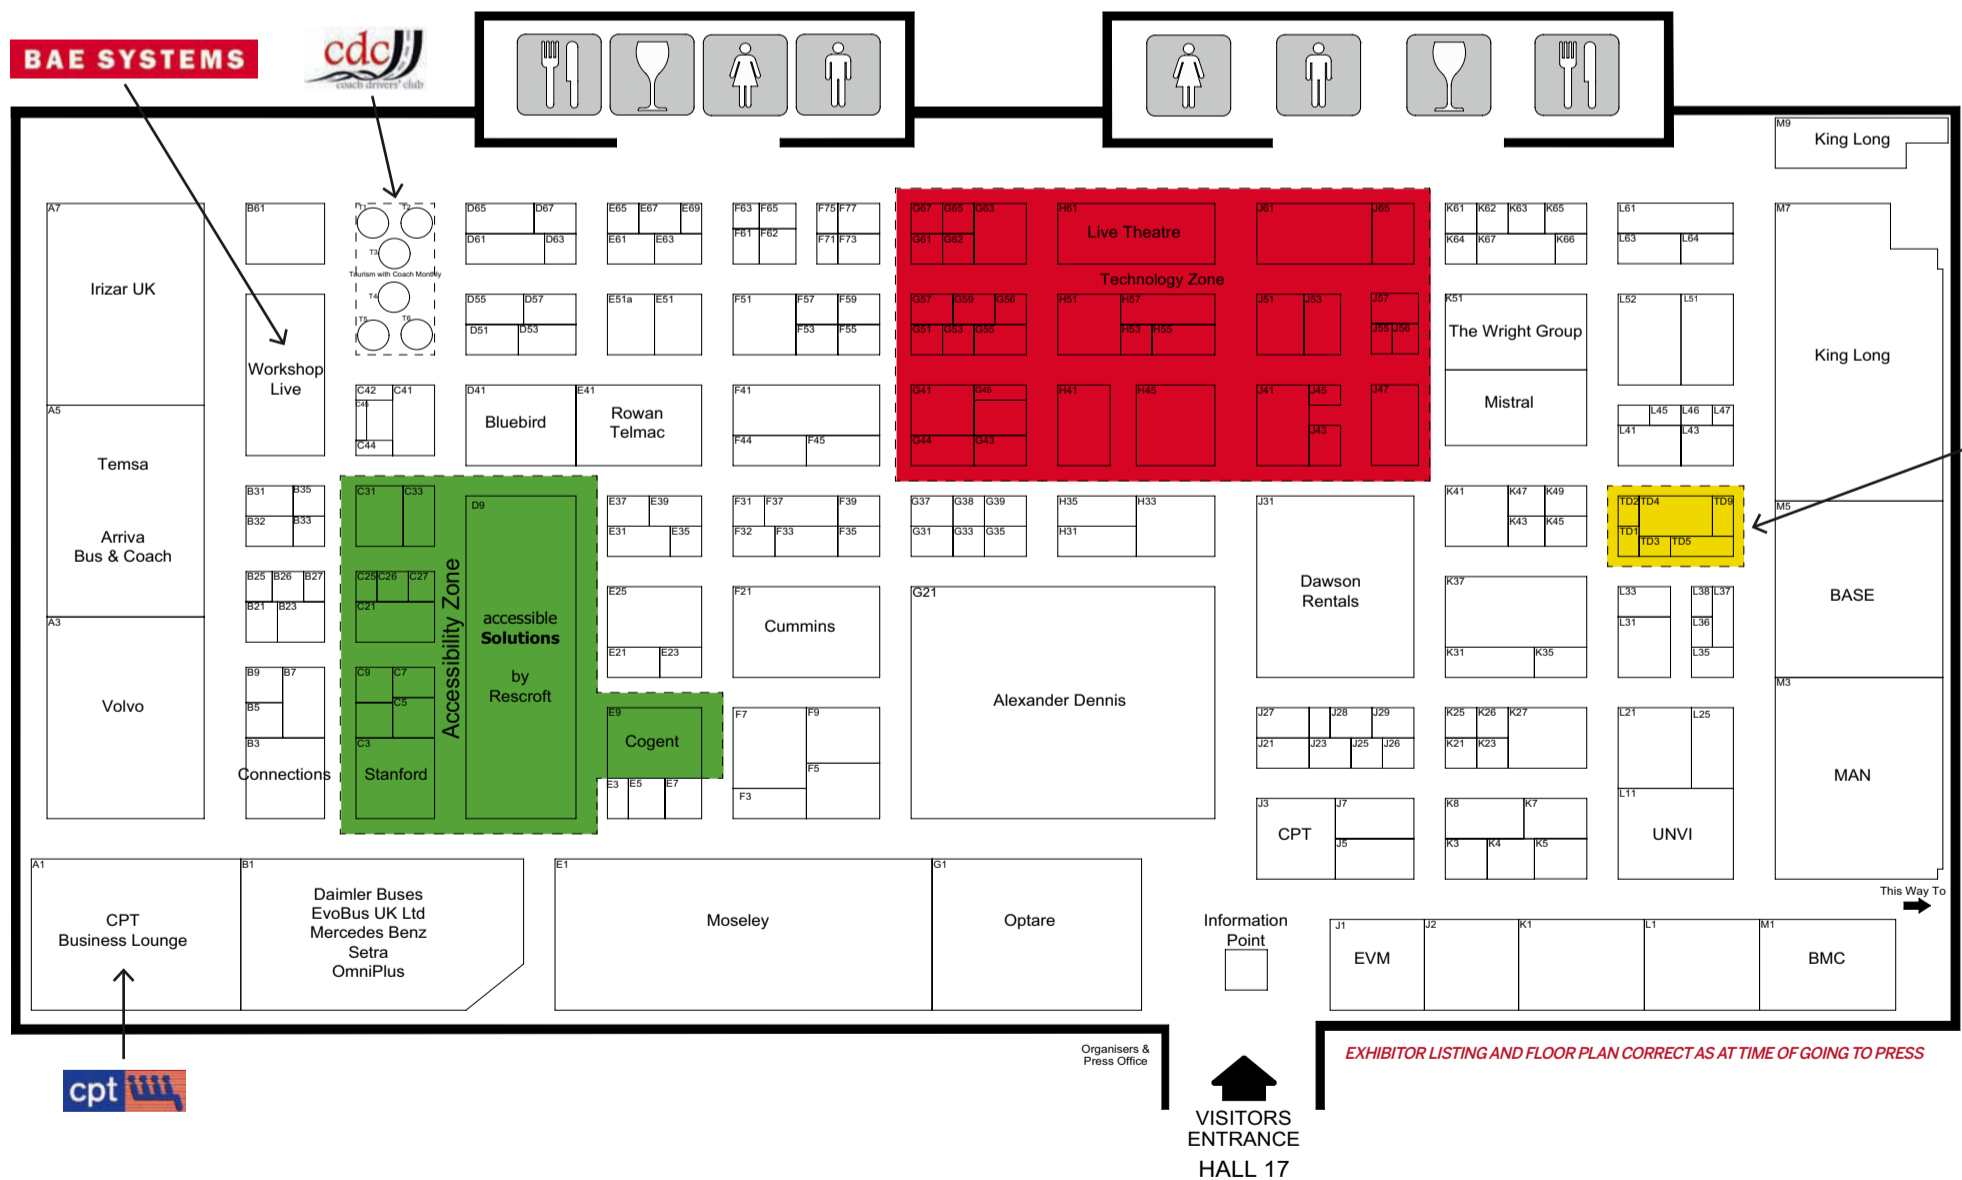 BAE SYSTEMS
cdc
coach drivers' club
M9
King Long
A7
Irizar UK
B61
T1
T2
T3
Tourism with Coach Monthly
T4
T5
T6
D65
D67
D61
D63
E65
E67
E69
E61
E63
F63
F65
F61
F62
F75
F77
F71
F73
G67
G65
G63
G61
G62
H61
Live Theatre
J61
J65
Technology Zone
K61
K62
K63
K65
K64
K67
K66
L61
L63
L64
M7
King Long
Workshop
Live
D55
D57
D51
D53
E51a
E51
F51
F57
F59
F53
F55
G57
G59
G56
G51
G53
G55
H51
H57
H53
H55
J51
J53
J57
J55
J56
K51
The Wright Group
Mistral
L52
L51
A5
Temsa
Arriva
Bus & Coach
C42
C41
C45
C44
D41
Bluebird
E41
Rowan
Telmac
F41
F44
F45
G41
G45
G44
G43
H41
H45
J41
J45
J43
J47
L45
L46
L47
L41
L43
B31
B35
B32
B33
C31
C33
D9
accessible
Solutions
by
Rescroft
Accessibility Zone
E37
E39
E31
E35
F31
F37
F39
F32
F33
F35
G37
G38
G39
G31
G33
G35
H35
H33
H31
J31
Dawson
Rentals
K41
K47
K49
K43
K45
TD2
TD4
TD9
TD1
TD3
TD5
M5
BASE
B25
B26
B27
B21
B23
C25
C26
C27
C21
E25
E21
E23
F21
Cummins
G21
Alexander Dennis
K37
K31
K35
L33
L31
L38
L37
L36
L35
A3
Volvo
B9
B7
B5
B3
Connections
C9
C7
C5
C3
Stanford
E9
Cogent
E3
E5
E7
F7
F9
F5
F3
J27
J28
J29
J21
J23
J25
J26
K25
K26
K27
K21
K23
L21
L25
L11
UNVI
M3
MAN
J3
CPT
J7
J5
K8
K7
K3
K4
K5
This Way To
A1
CPT
Business Lounge
B1
Daimler Buses
EvoBus UK Ltd
Mercedes Benz
Setra
OmniPlus
E1
Moseley
G1
Optare
Information
Point
J1
EVM
J2
K1
L1
M1
BMC
cpt
Organisers &
Press Office
EXHIBITOR LISTING AND FLOOR PLAN CORRECT AS AT TIME OF GOING TO PRESS
VISITORS
ENTRANCE
HALL 17